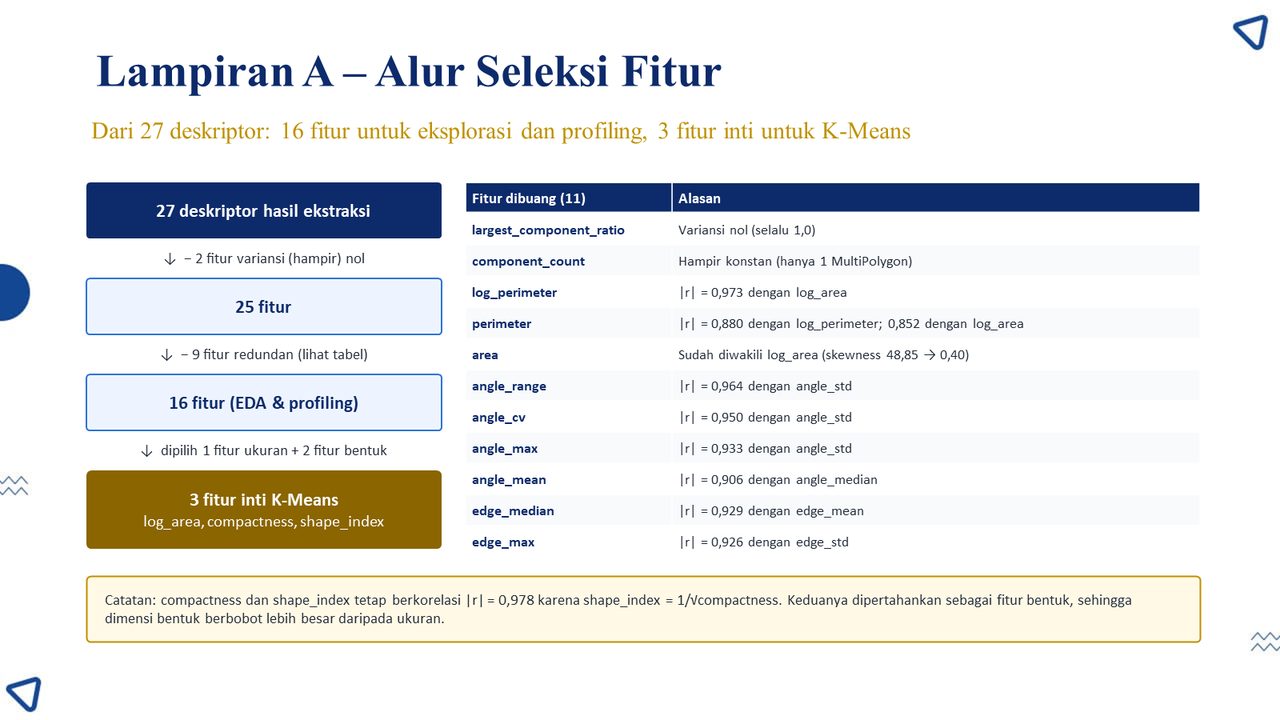 Lampiran A – Alur Seleksi Fitur
Dari 27 deskriptor: 16 fitur untuk eksplorasi dan profiling, 3 fitur inti untuk K-Means
27 deskriptor hasil ekstraksi
↓ − 2 fitur variansi (hampir) nol
25 fitur
↓ − 9 fitur redundan (lihat tabel)
16 fitur (EDA & profiling)
↓ dipilih 1 fitur ukuran + 2 fitur bentuk
3 fitur inti K-Means
log_area, compactness, shape_index
Fitur dibuang (11) Alasan
largest_component_ratio Variansi nol (selalu 1,0)
component_count Hampir konstan (hanya 1 MultiPolygon)
log_perimeter |r| = 0,973 dengan log_area
perimeter |r| = 0,880 dengan log_perimeter; 0,852 dengan log_area
area Sudah diwakili log_area (skewness 48,85 → 0,40)
angle_range |r| = 0,964 dengan angle_std
angle_cv |r| = 0,950 dengan angle_std
angle_max |r| = 0,933 dengan angle_std
angle_mean |r| = 0,906 dengan angle_median
edge_median |r| = 0,929 dengan edge_mean
edge_max |r| = 0,926 dengan edge_std
Catatan: compactness dan shape_index tetap berkorelasi |r| = 0,978 karena shape_index = 1/√compactness. Keduanya dipertahankan sebagai fitur bentuk, sehingga
dimensi bentuk berbobot lebih besar daripada ukuran.